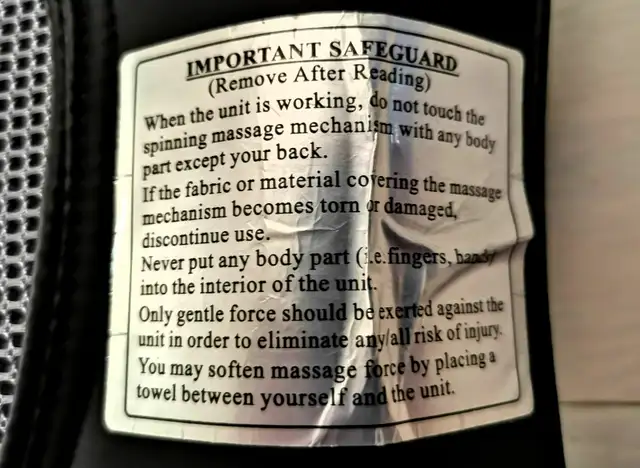 IMPORTANT SAFEGUARD
(Remove After Reading)
When the unit is working, do not touch the
spinning massage mechanism with any body
part except your back.
If the fabric or material covering the massage
mechanism becomes torn or damaged,
discontinue use.
Never put any body part (i.e.fingers, hand)
into the interior of the unit.
Only gentle force should be exerted against the
unit in order to eliminate any/all risk of injury.
You may soften massage force by placing a
towel between yourself and the unit.